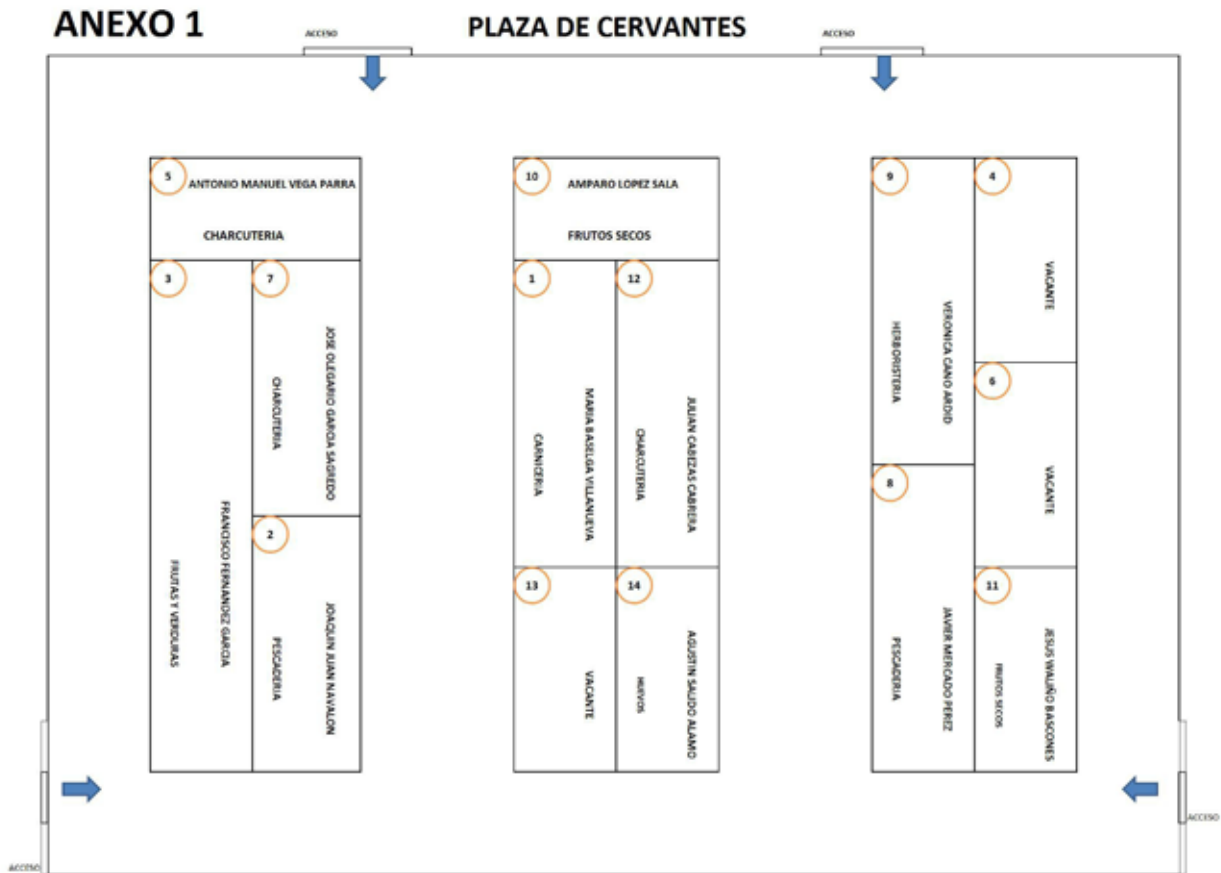 ANEXO 1
PLAZA DE CERVANTES
ACCESO
ACCESO
5
ANTONIO MANUEL VEGA PARRA
CHARCUTERIA
3
FRANCISCO FERNANDEZ GARCIA
FRUTAS Y VERDURAS
7
JOSE OLEGARIO GARCIA SAGREDO
CHARCUTERIA
2
JOAQUIN JUAN NAVALON
PESCADERIA
10
AMPARO LOPEZ SALA
FRUTOS SECOS
1
MARIA BASELGA VILLANUEVA
CARNICERIA
12
JULIAN CABEZAS CABRERA
CHARCUTERIA
13
VACANTE
14
AGUSTIN SAUDO ALAMO
HUEVOS
9
VERONICA CANO ARDID
HERBORISTERIA
4
VACANTE
6
VACANTE
8
JAVIER MERCADO PEREZ
PESCADERIA
11
JESUS WALIÑO BASCONES
FRUTOS SECOS
ACCESO
ACCESO